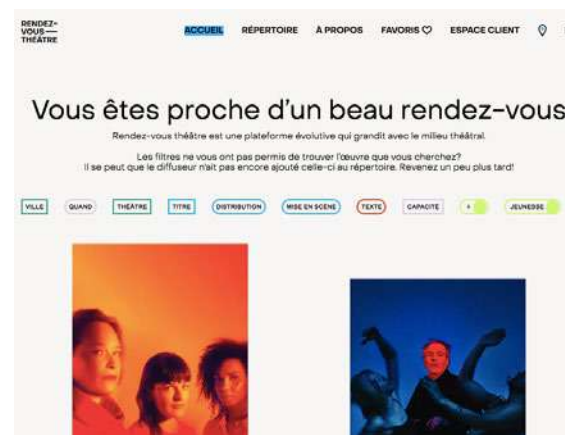 RENDEZ-
VOUS—
THÉÂTRE
ACCUEIL RÉPERTOIRE À PROPOS FAVORIS ESPACE CLIENT
Vous êtes proche d'un beau rendez-vous
Rendez-vous théâtre est une plateforme évolutive qui grandit avec le milieu théâtral.
Les filtres ne vous ont pas permis de trouver l'œuvre que vous cherchez?
Il se peut que le diffuseur n'ait pas encore ajouté celle-ci au répertoire. Revenez un peu plus tard!
VILLE QUAND THÉÂTRE TITRE DISTRIBUTION MISE EN SCÈNE TEXTE CAPACITÉ JEUNESSE